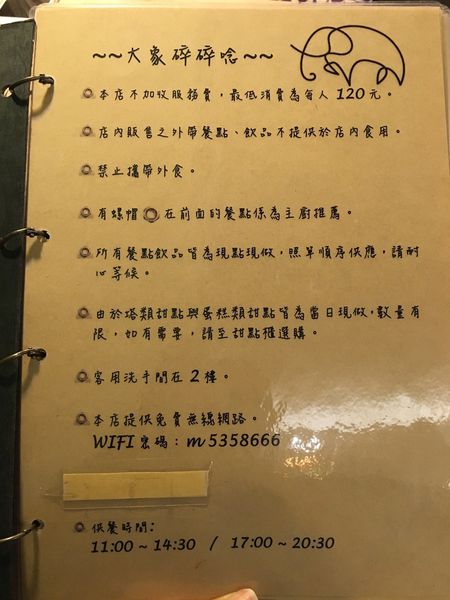 ~~大象碎碎唸~~
本店不加收服務費，最低消費為每人 120 元。
店內販售之外帶餐點、飲品不提供於店內食用。
禁止攜帶外食。
有螺帽 在前面的餐點係為主廚推薦。
所有餐點飲品皆為現點現做，照單順序供應，請耐
心等候。
由於塔類甜點與蛋糕類甜點皆為當日現做，數量有
限，如有需要，請至甜點櫃選購。
客用洗手間在 2 樓。
本店提供免費無線網路。
WIFI 密碼：m5358666
供餐時間：
11:00 ~ 14:30 / 17:00 ~ 20:30